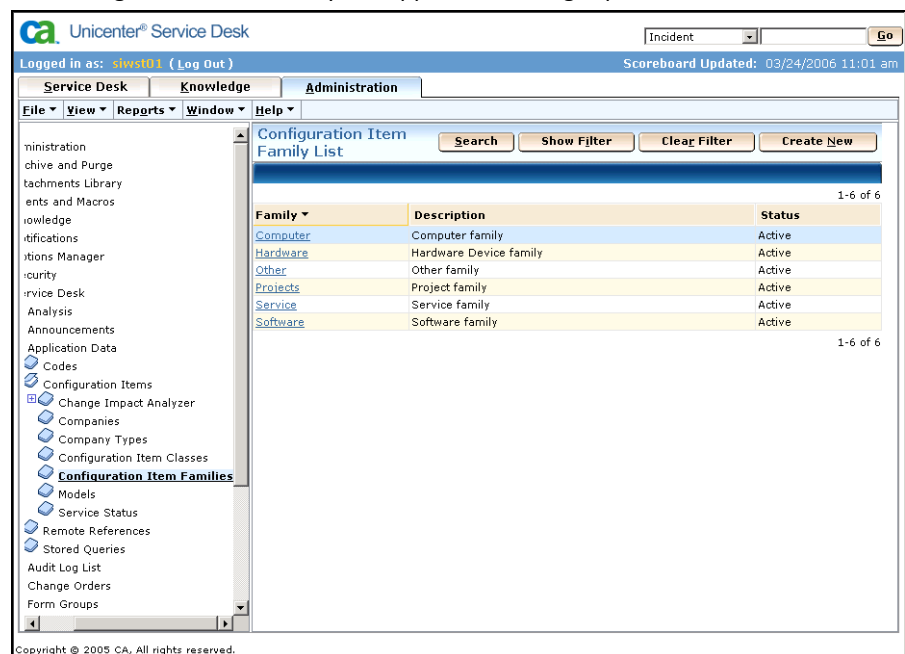 ca Unicenter® Service Desk
Incident Go
Logged in as: siwst01 ( Log Out ) Scoreboard Updated: 03/24/2006 11:01 am
Service Desk Knowledge Administration
File View Reports Window Help
Configuration Item
Family List
Search Show Filter Clear Filter Create New
1-6 of 6
Family Description Status
Computer Computer family Active
Hardware Hardware Device family Active
Other Other family Active
Projects Project family Active
Service Service family Active
Software Software family Active
1-6 of 6
ninistration
chive and Purge
tachments Library
ents and Macros
owledge
tifications
tions Manager
curity
rvice Desk
Analysis
Announcements
Application Data
Codes
Configuration Items
Change Impact Analyzer
Companies
Company Types
Configuration Item Classes
Configuration Item Families
Models
Service Status
Remote References
Stored Queries
Audit Log List
Change Orders
Form Groups
Copyright © 2005 CA, All rights reserved.